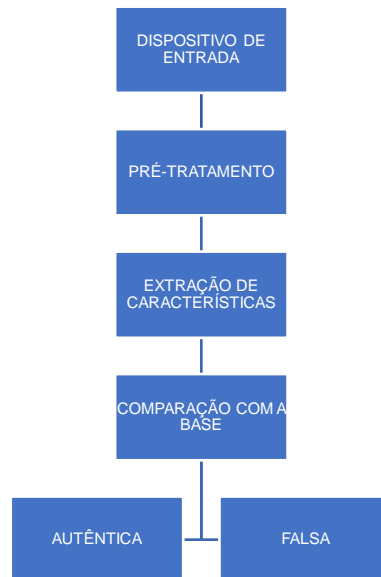 DISPOSITIVO DE
ENTRADA
PRÉ-TRATAMENTO
EXTRAÇÃO DE
CARACTERÍSTICAS
COMPARAÇÃO COM A
BASE
AUTÊNTICA
FALSA